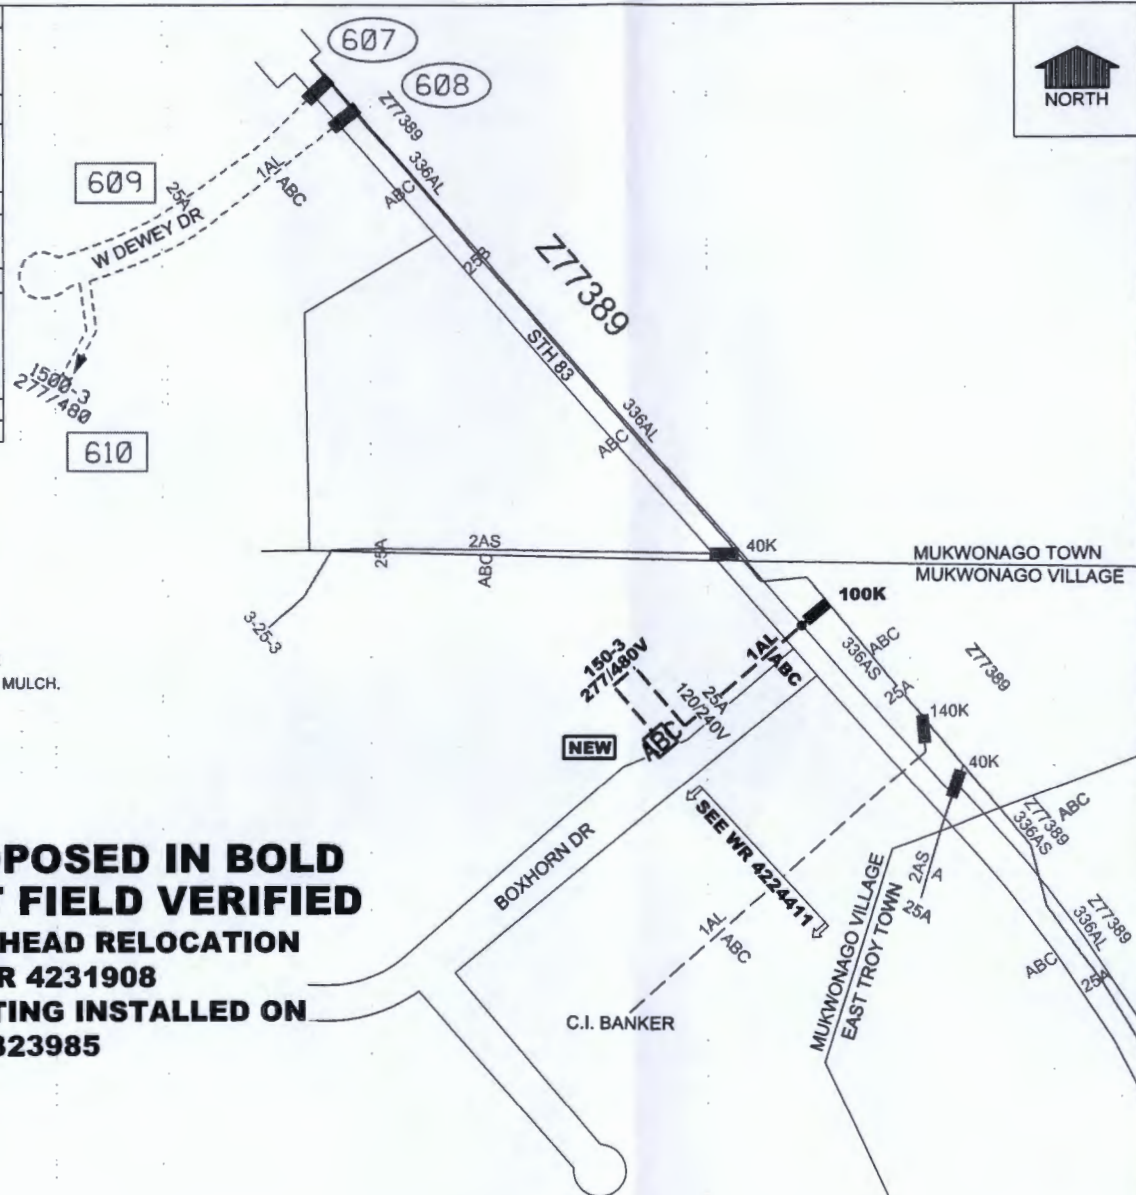 607
608
NORTH
Z77389
336AL
ABC
609
25A
1AL
ABC
W DEWEY DR
25B
Z77389
STH 83
1500-3
277/480
610
336AL
ABC
25A
2AS
ABC
40K
MUKWONAGO TOWN
MUKWONAGO VILLAGE
3-25-3
100K
1AL
ABC
150-3
277/480V
25A
120/240V
ABC
NEW
336AS
ABC
25A
Z77389
140K
40K
MULCH.
SEE WR 4224411
BOXHORN DR
Z77389
336AS
ABC
2AS
A
25A
MUKWONAGO VILLAGE
EAST TROY TOWN
1AL
ABC
C.I. BANKER
Z77389
336AL
ABC
25A
POSED IN BOLD
FIELD VERIFIED
HEAD RELOCATION
R 4231908
TING INSTALLED ON
323985